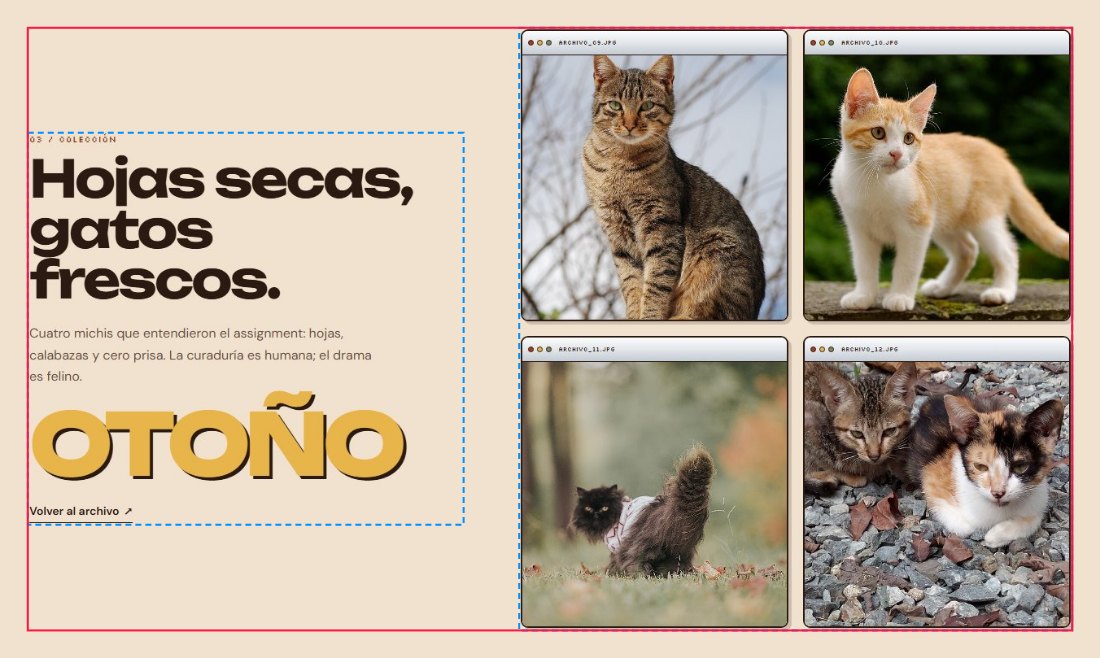 03 / COLECCIÓN
Hojas secas,
gatos
frescos.
Cuatro michis que entendieron el assignment: hojas,
calabazas y cero prisa. La curaduría es humana; el drama
es felino.
OTOÑO
Volver al archivo ↗
ARCHIVO_09.JPG
ARCHIVO_10.JPG
ARCHIVO_11.JPG
ARCHIVO_12.JPG